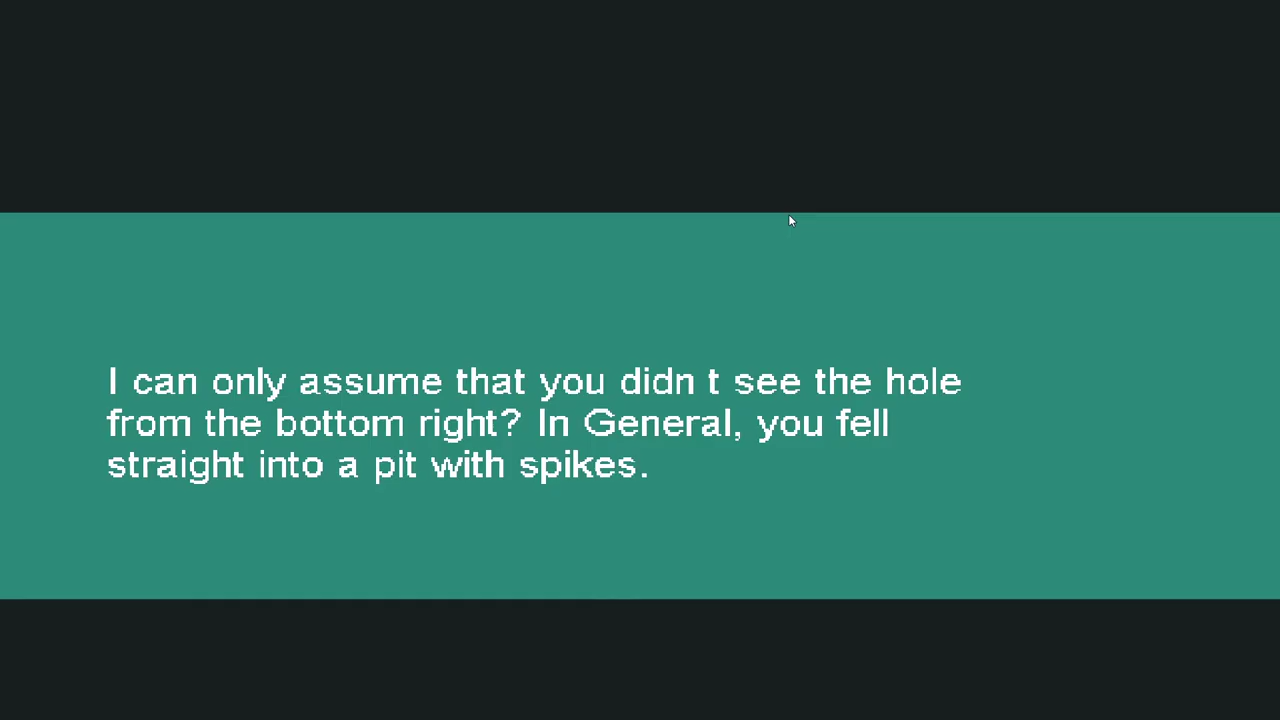 I can only assume that you didn t see the hole
from the bottom right? In General, you fell
straight into a pit with spikes.